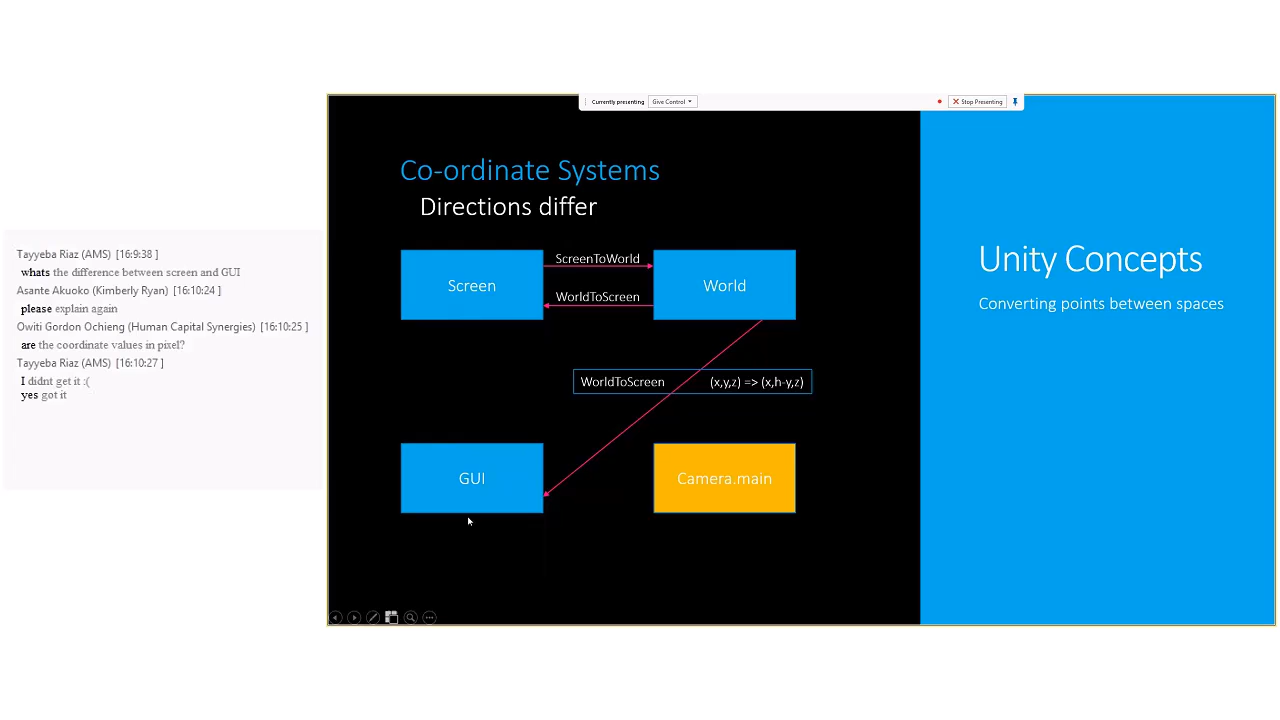 Currently presenting
Give Control
Stop Presenting
Co-ordinate Systems
Directions differ
Screen
ScreenToWorld
WorldToScreen
World
WorldToScreen (x,y,z) => (x,h-y,z)
GUI
Camera.main
Unity Concepts
Converting points between spaces
Tayyeba Riaz (AMS) [16:9:38 ]
whats the difference between screen and GUI
Asante Akuoko (Kimberly Ryan) [16:10:24 ]
please explain again
Owiti Gordon Ochieng (Human Capital Synergies) [16:10:25 ]
are the coordinate values in pixel?
Tayyeba Riaz (AMS) [16:10:27 ]
I didnt get it :(
yes got it